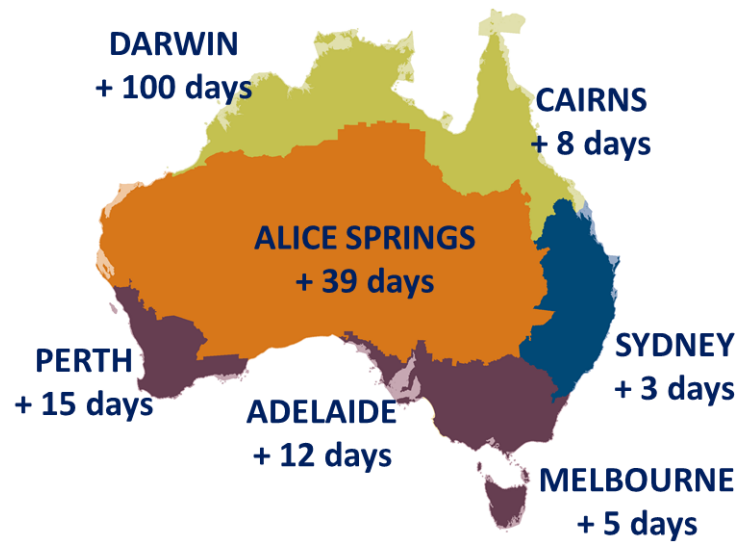 DARWIN
+ 100 days
CAIRNS
+ 8 days
ALICE SPRINGS
+ 39 days
SYDNEY
+ 3 days
PERTH
+ 15 days
ADELAIDE
+ 12 days
MELBOURNE
+ 5 days